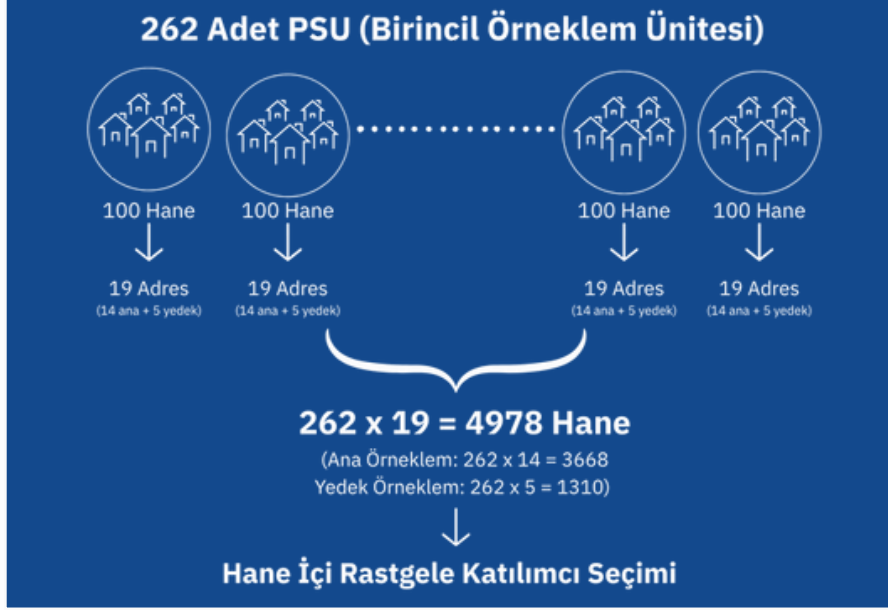 262 Adet PSU (Birincil Örneklem Ünitesi)
100 Hane 100 Hane 100 Hane 100 Hane
19 Adres 19 Adres 19 Adres 19 Adres
(14 ana + 5 yedek) (14 ana + 5 yedek) (14 ana + 5 yedek) (14 ana + 5 yedek)
262 x 19 = 4978 Hane
(Ana Örneklem: 262 x 14 = 3668
Yedek Örneklem: 262 x 5 = 1310)
Hane İçi Rastgele Katılımcı Seçimi